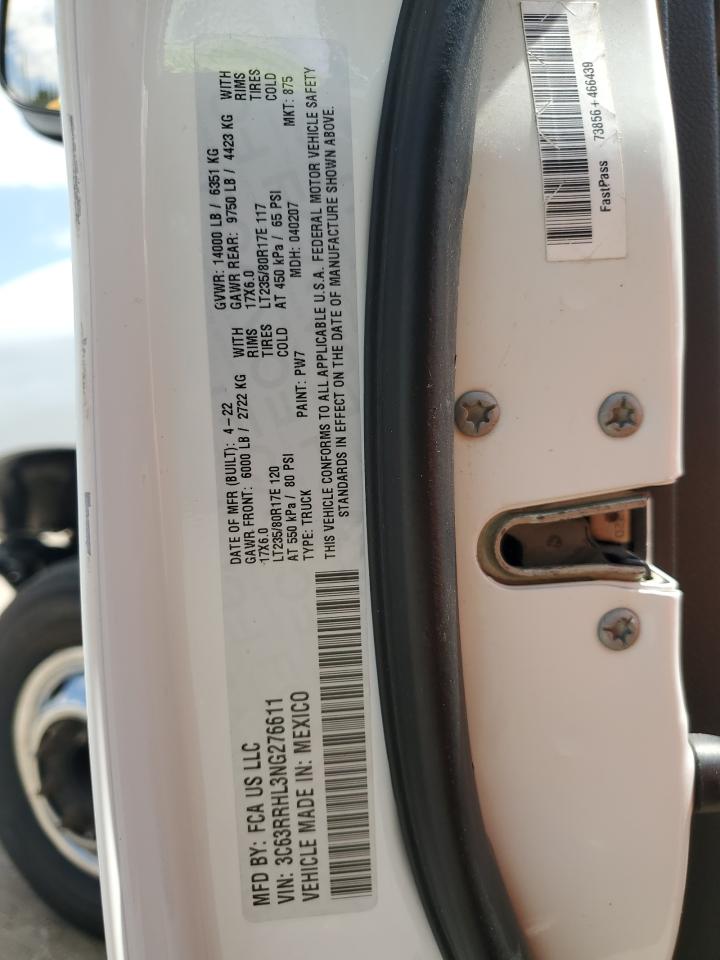 MFD BY: FCA US LLC
VIN: 3C63RRHL3NG276611
VEHICLE MADE IN: MEXICO
DATE OF MFR (BUILT): 4-22 GVWR: 14000 LB / 6351 KG
GAWR FRONT: 6000 LB / 2722 KG WITH GAWR REAR: 9750 LB / 4423 KG WITH
17X6.0 RIMS 17X6.0 RIMS
LT235/80R17E 120 TIRES LT235/80R17E 117 TIRES
AT 550 kPa / 80 PSI COLD AT 450 kPa / 65 PSI COLD
TYPE: TRUCK PAINT: PW7 MDH: 040207 MKT: 875
THIS VEHICLE CONFORMS TO ALL APPLICABLE U.S.A. FEDERAL MOTOR VEHICLE SAFETY
STANDARDS IN EFFECT ON THE DATE OF MANUFACTURE SHOWN ABOVE.
73856+466439
FastPass